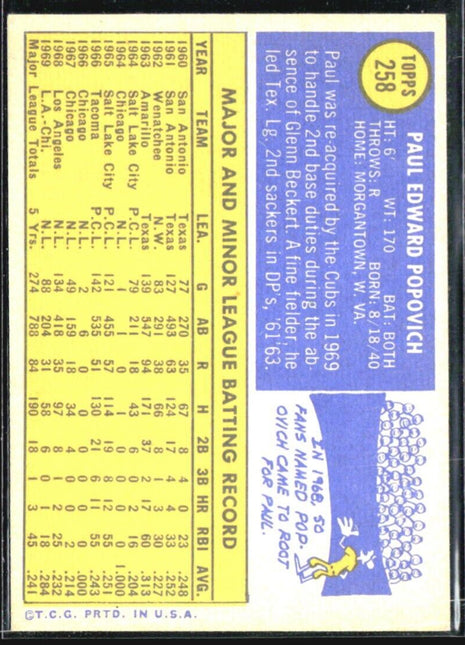 TOPPS
258
PAUL EDWARD POPOVICH
HT: 6' WT: 170 BAT: BOTH
THROWS: R BORN: 8/18/40
HOME: MORGANTOWN, W. VA.
Paul was re-acquired by the Cubs in 1969
to handle 2nd base duties during the ab
sence of Glenn Beckert. A fine fielder, he
led Tex. Lg. 2nd sackers in DP's, '61'63.
IN 1968, SO
FANS NAMED POP-
OVICH CAME TO ROOT
FOR PAUL.
MAJOR AND MINOR LEAGUE BATTING RECORD
YEAR TEAM LEA. G AB R H 2B 3B HR RBI AVG.
1960 San Antonio Texas 77 270 35 67 8 4 0 23 .248
1961 San Antonio Texas 127 493 63 124 17 4 4 33 .252
1962 Wenatchee N.W. 83 291 38 66 8 1 .227
1963 Amarillo Texas 139 547 94 171 37 2 17 60 .313
1964 Salt Lake City P.C.L. 79 211 18 43 4 2 2 16 .204
1964 Chicago N.L. 1 1 0 1 0 0 0 0 1.000
1965 Salt Lake City P.C.L. 121 455 57 114 19 8 12 55 .251
1966 Tacoma P.C.L. 142 535 51 130 21 6 11 55 .243
1966 Chicago N.L. 2 6 0 0 0 0 0 0 .000
1967 Chicago N.L. 49 159 18 34 4 0 0 2 .214
1968 Los Angeles N.L. 134 418 35 97 8 1 2 25 .232
1969 L.A.-Chi. N.L. 88 204 31 58 6 0 1 18 .284
Major League Totals 5 Yrs. 274 788 84 190 18 1 3 45 .241
©T.C.G. PRTD. IN U.S.A.